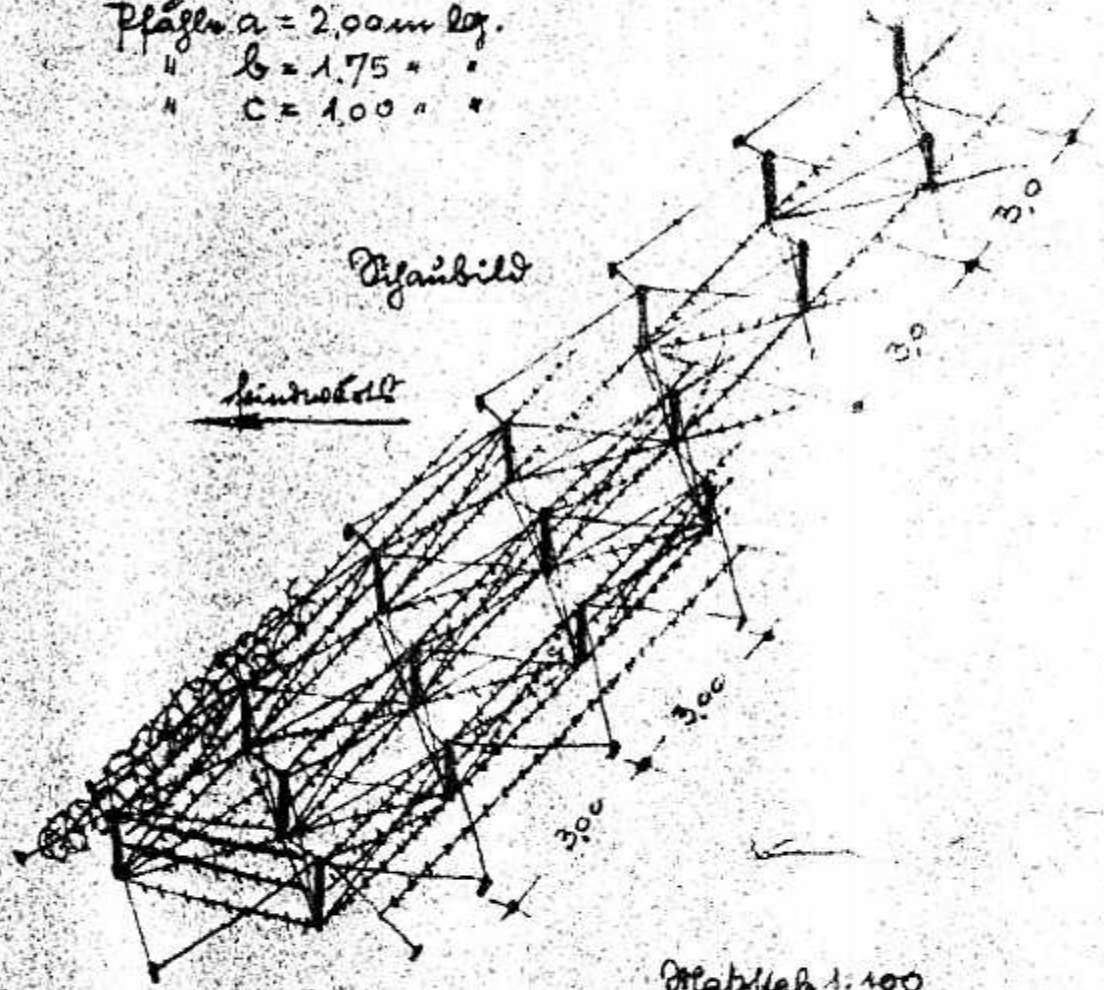 Pfähle a = 2,00 m lg.
" b = 1.75 " "
" c = 1,00 " "
Schaubild
feindwärts
3,0
3,0
3,00
3,00
Maßstab 1:100